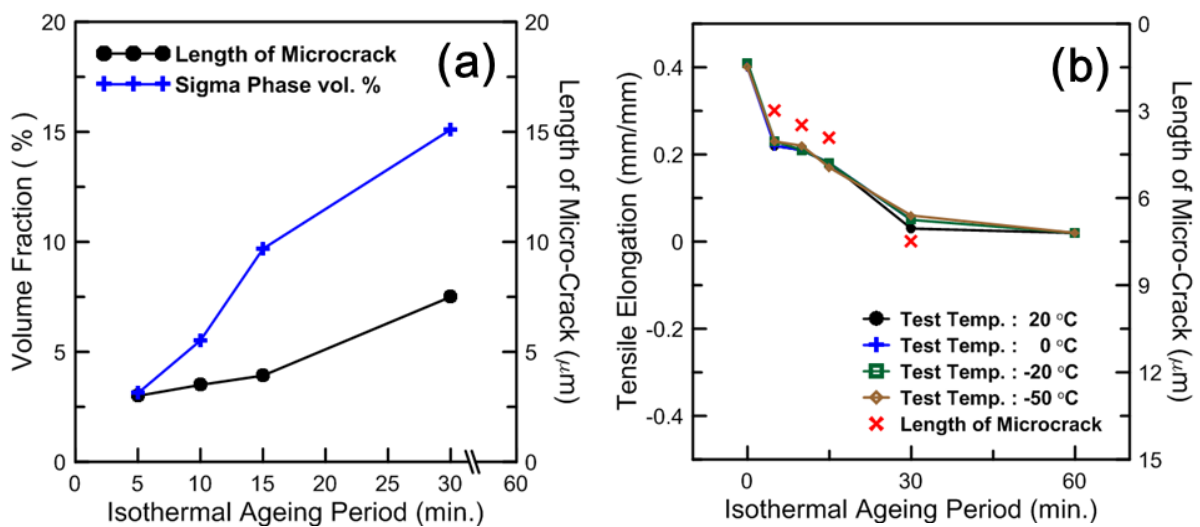 (a)
Length of Microcrack
Sigma Phase vol. %
Volume Fraction ( % )
20
15
10
5
0
Length of Micro-Crack (μm)
20
15
10
5
0
0 5 10 15 20 25 30 60
Isothermal Ageing Period (min.)
(b)
Tensile Elongation (mm/mm)
0.4
0.2
0
-0.2
-0.4
Length of Micro-Crack (μm)
0
3
6
9
12
15
Test Temp. : 20 °C
Test Temp. : 0 °C
Test Temp. : -20 °C
Test Temp. : -50 °C
Length of Microcrack
0 30 60
Isothermal Ageing Period (min.)